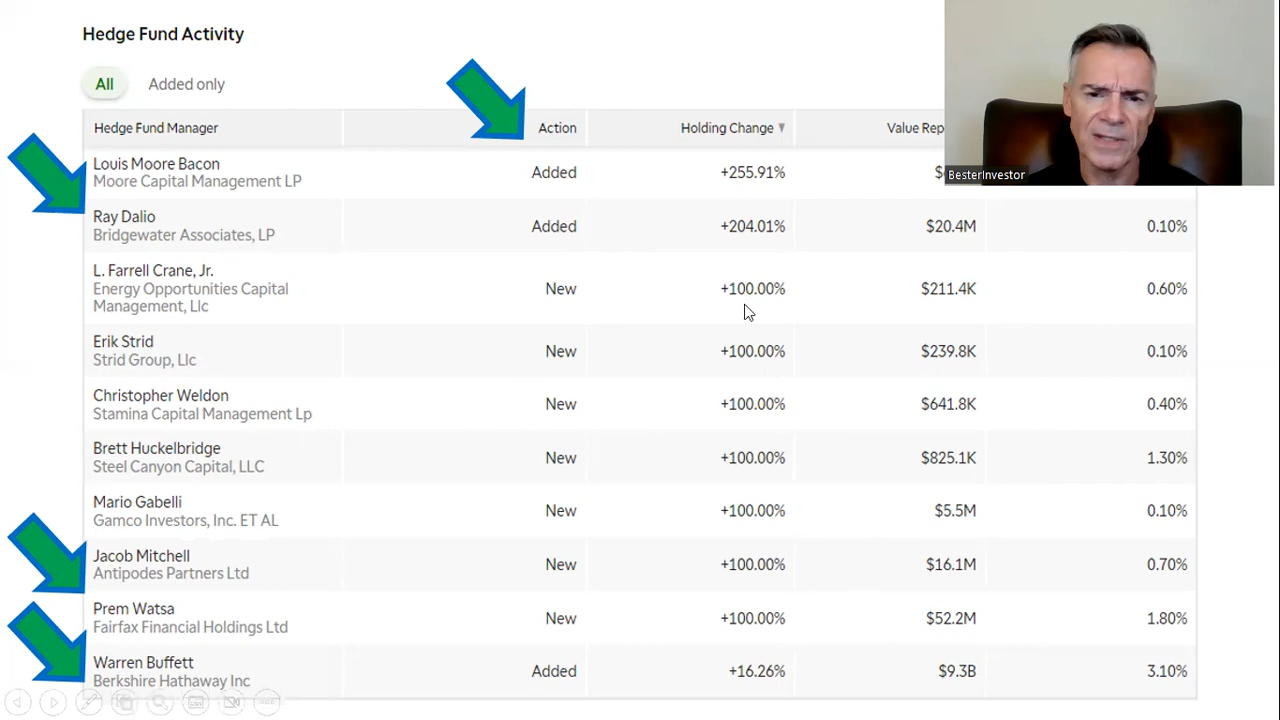 Hedge Fund Activity
All Added only
Hedge Fund Manager Action Holding Change Value
Louis Moore Bacon
Moore Capital Management LP Added +255.91%
BesterInvestor
Ray Dalio
Bridgewater Associates, LP Added +204.01% $20.4M 0.10%
L. Farrell Crane, Jr.
Energy Opportunities Capital
Management, Llc New +100.00% $211.4K 0.60%
Erik Strid
Strid Group, Llc New +100.00% $239.8K 0.10%
Christopher Weldon
Stamina Capital Management Lp New +100.00% $641.8K 0.40%
Brett Huckelbridge
Steel Canyon Capital, LLC New +100.00% $825.1K 1.30%
Mario Gabelli
Gamco Investors, Inc. ET AL New +100.00% $5.5M 0.10%
Jacob Mitchell
Antipodes Partners Ltd New +100.00% $16.1M 0.70%
Prem Watsa
Fairfax Financial Holdings Ltd New +100.00% $52.2M 1.80%
Warren Buffett
Berkshire Hathaway Inc Added +16.26% $9.3B 3.10%